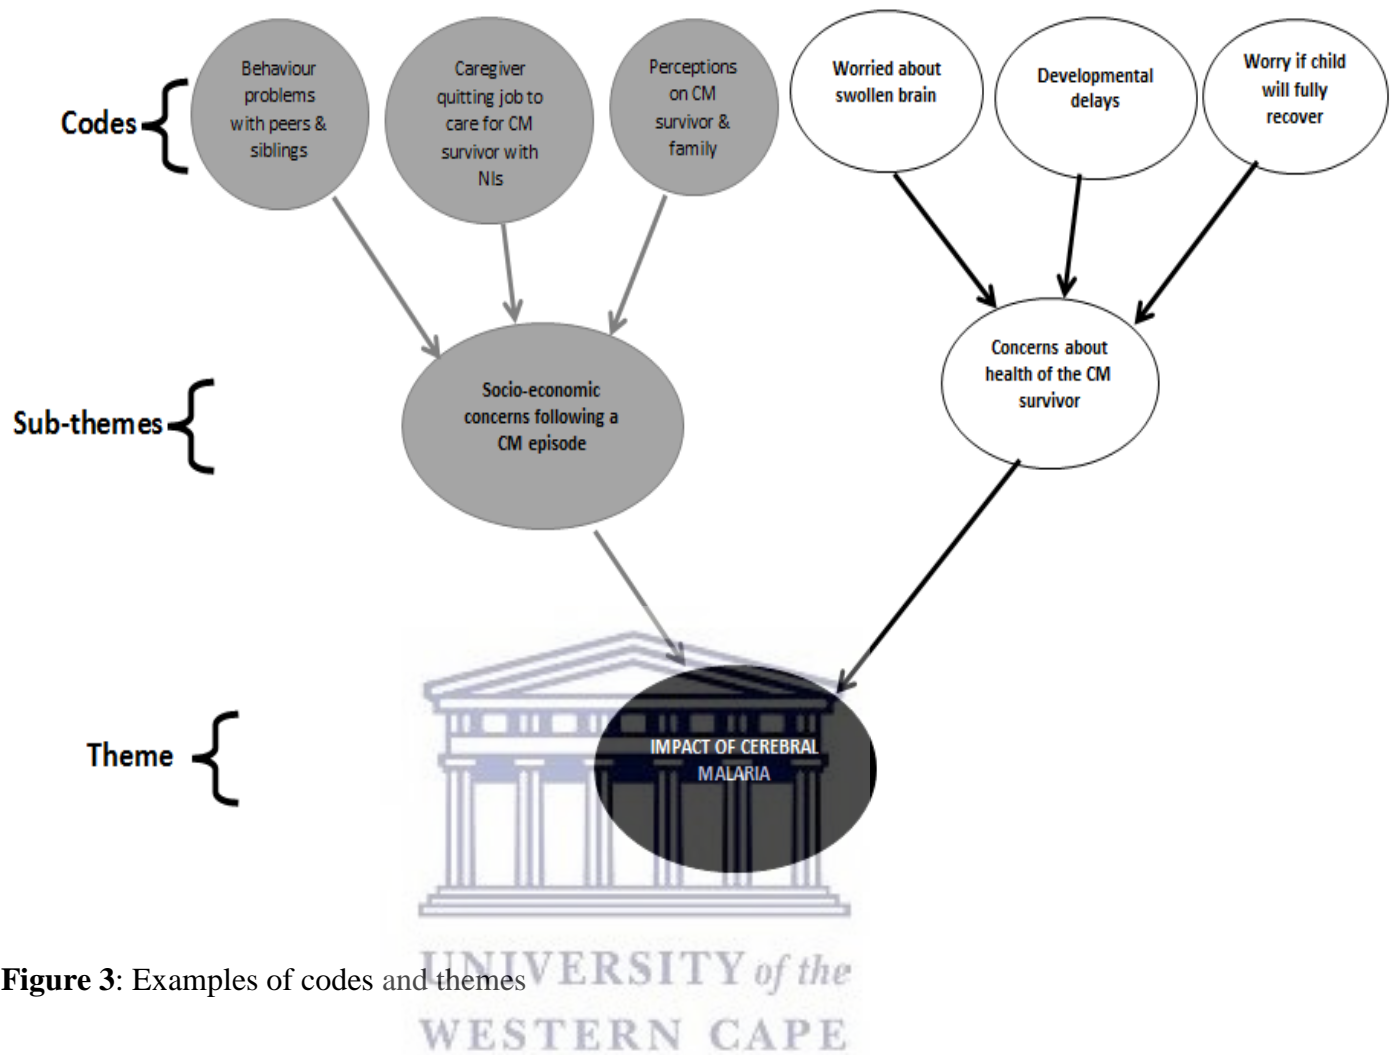 Codes
Behaviour
problems
with peers &
siblings
Caregiver
quitting job to
care for CM
survivor with
NIs
Perceptions
on CM
survivor &
family
Worried about
swollen brain
Developmental
delays
Worry if child
will fully
recover
Sub-themes
Socio-economic
concerns following a
CM episode
Concerns about
health of the CM
survivor
Theme
IMPACT OF CEREBRAL
MALARIA
Figure 3: Examples of codes and themes
UNIVERSITY of the
WESTERN CAPE